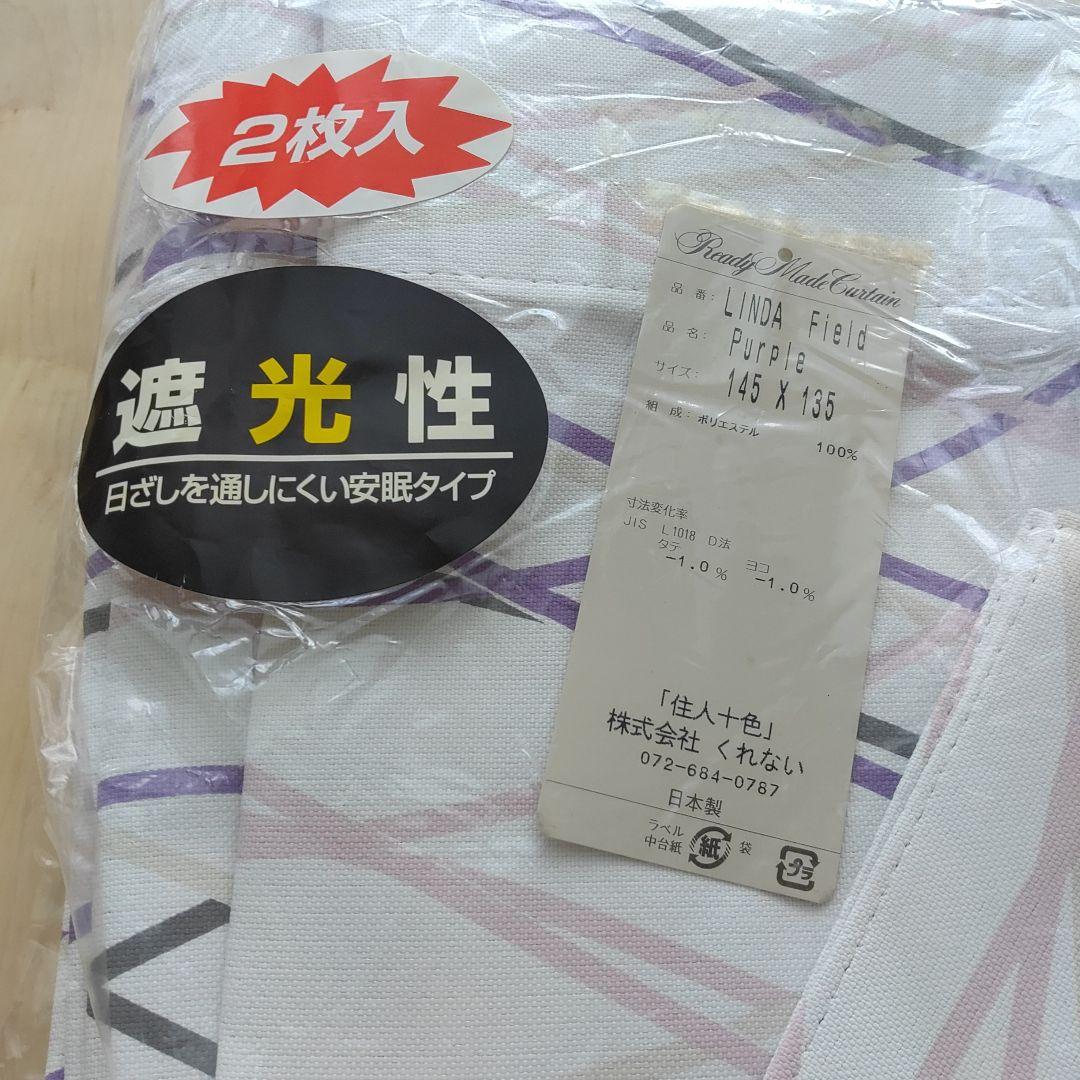 2枚入
遮光性
日ざしを通しにくい安眠タイプ
Ready Made Curtain
品番: LINDA Field
品名: Purple
サイズ: 145 X 135
組成: ポリエステル 100%
寸法変化率
JIS L1018 D法
タテ ヨコ
-1.0% -1.0%
「住人十色」
株式会社 くれない
072-684-0787
日本製
ラベル
中台紙 紙 袋 プラ